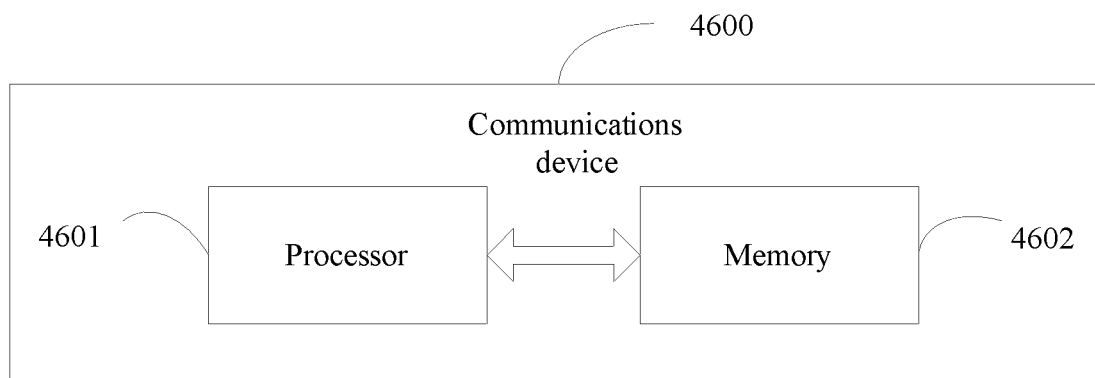 4600
Communications
device
4601
Processor
Memory
4602